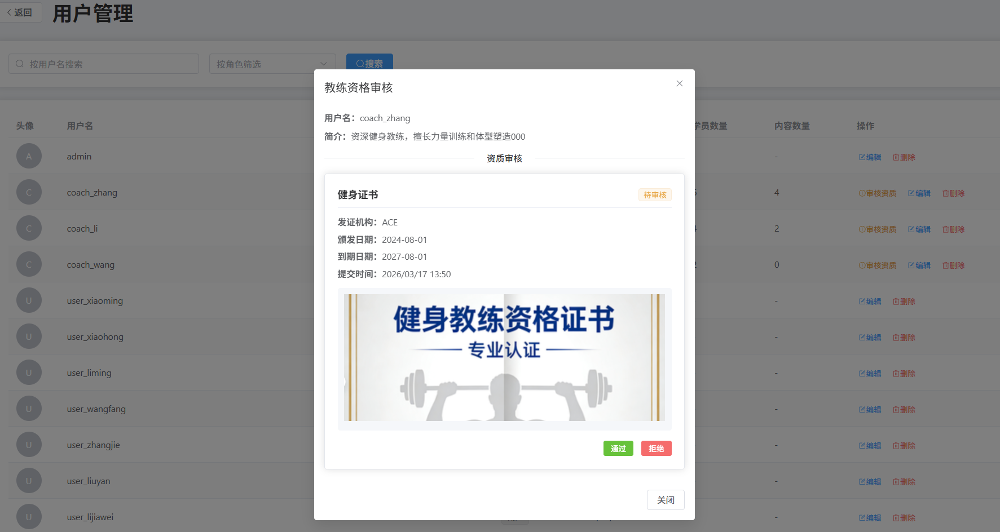 返回
用户管理
按用户名搜索
按角色筛选
搜索
教练资格审核
用户名：coach_zhang
简介：资深健身教练，擅长力量训练和体型塑造000
资质审核
健身证书
待审核
发证机构：ACE
颁发日期：2024-08-01
到期日期：2027-08-01
提交时间：2026/03/17 13:50
健身教练资格证书
专业认证
通过
拒绝
关闭
头像 用户名 学员数量 内容数量 操作
A admin - 编辑 删除
C coach_zhang 4 审核资质 编辑 删除
C coach_li 2 审核资质 编辑 删除
C coach_wang 0 审核资质 编辑 删除
U user_xiaoming - 编辑 删除
U user_xiaohong - 编辑 删除
U user_liming - 编辑 删除
U user_wangfang - 编辑 删除
U user_zhangjie - 编辑 删除
U user_liuyan - 编辑 删除
U user_lijiawei - 编辑 删除